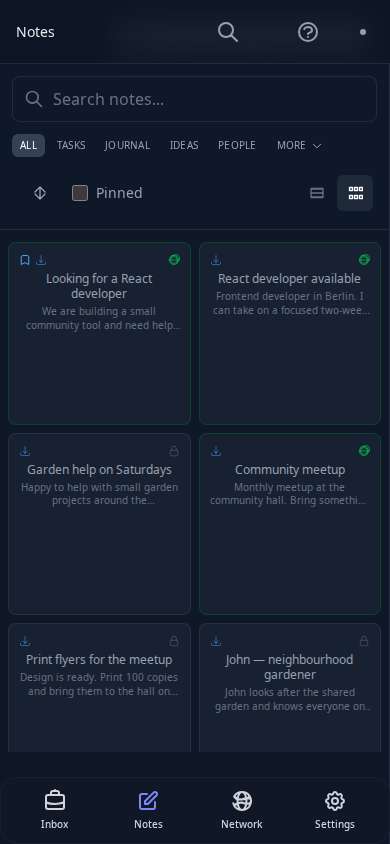 Notes
Search notes...
ALL TASKS JOURNAL IDEAS PEOPLE MORE
Pinned
Looking for a React
developer
We are building a small
community tool and need help...
React developer available
Frontend developer in Berlin. I
can take on a focused two-wee...
Garden help on Saturdays
Happy to help with small garden
projects around the...
Community meetup
Monthly meetup at the
community hall. Bring somethi...
Print flyers for the meetup
Design is ready. Print 100 copies
and bring them to the hall on...
John — neighbourhood
gardener
John looks after the shared
garden and knows everyone on...
Inbox Notes Network Settings